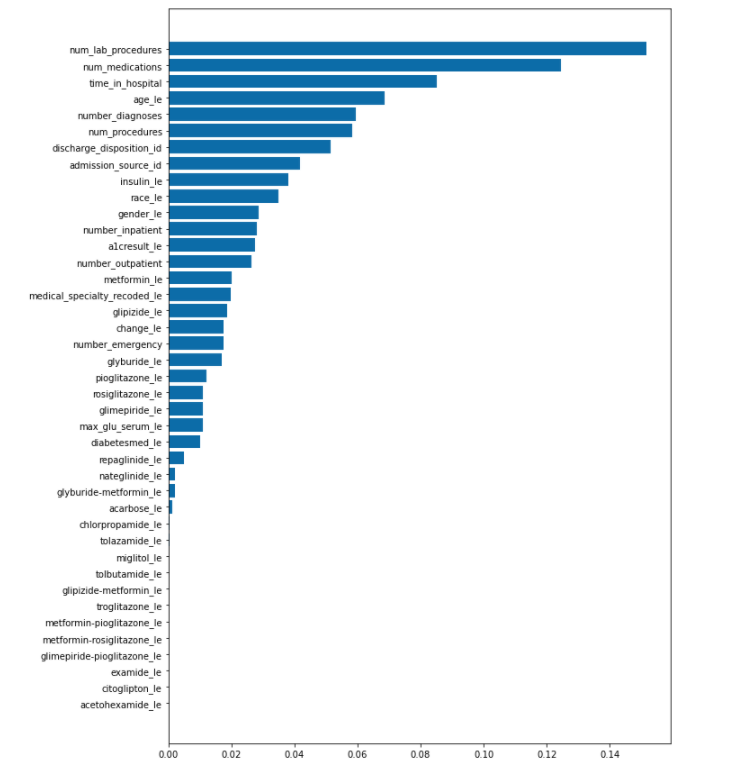 num_lab_procedures
num_medications
time_in_hospital
age_le
number_diagnoses
num_procedures
discharge_disposition_id
admission_source_id
insulin_le
race_le
gender_le
number_inpatient
a1cresult_le
number_outpatient
metformin_le
medical_specialty_recoded_le
glipizide_le
change_le
number_emergency
glyburide_le
pioglitazone_le
rosiglitazone_le
glimepiride_le
max_glu_serum_le
diabetesmed_le
repaglinide_le
nateglinide_le
glyburide-metformin_le
acarbose_le
chlorpropamide_le
tolazamide_le
miglitol_le
tolbutamide_le
glipizide-metformin_le
troglitazone_le
metformin-pioglitazone_le
metformin-rosiglitazone_le
glimepiride-pioglitazone_le
examide_le
citoglipton_le
acetohexamide_le
0.00 0.02 0.04 0.06 0.08 0.10 0.12 0.14